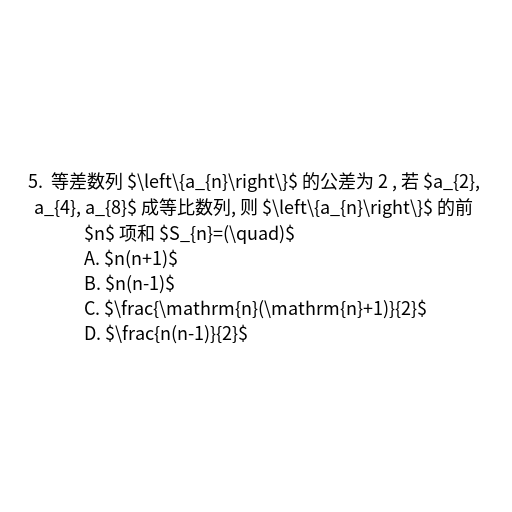 5. 等差数列 $\left\{a_{n}\right\}$ 的公差为 2 , 若 $a_{2},
a_{4}, a_{8}$ 成等比数列, 则 $\left\{a_{n}\right\}$ 的前
$n$ 项和 $S_{n}=(\quad)$
A. $n(n+1)$
B. $n(n-1)$
C. $\frac{\mathrm{n}(\mathrm{n}+1)}{2}$
D. $\frac{n(n-1)}{2}$